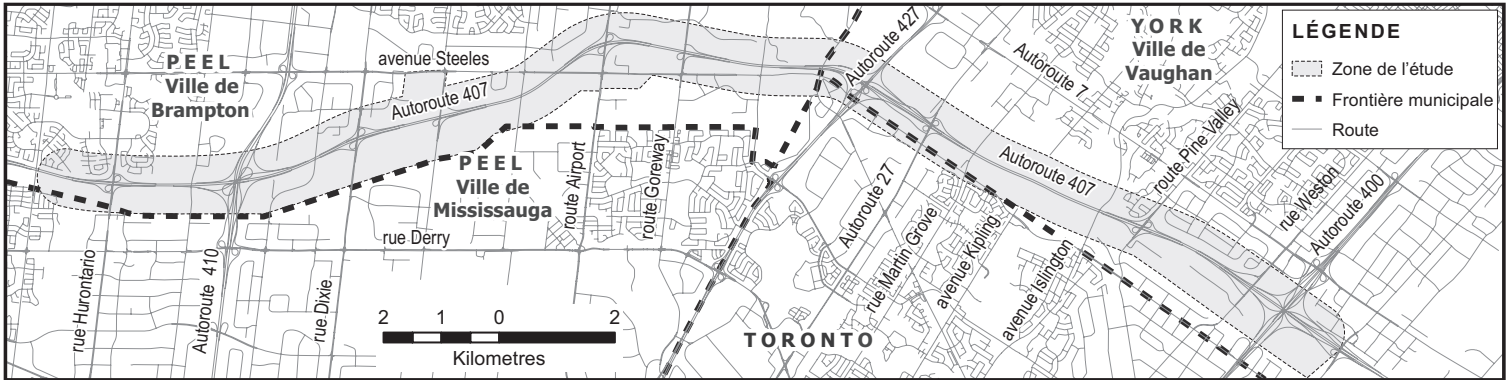 PEEL
Ville de
Brampton
avenue Steeles
Autoroute 407
Autoroute 427
YORK
Ville de
Vaughan
Autoroute 7
route Pine Valley
LÉGENDE
Zone de l'étude
Frontière municipale
Route
PEEL
Ville de
Mississauga
route Airport
route Goreway
Autoroute 27
Autoroute 407
rue Weston
Autoroute 400
rue Hurontario
Autoroute 410
rue Dixie
rue Derry
rue Martin Grove
avenue Kipling
avenue Islington
2 1 0 2
Kilometres
TORONTO